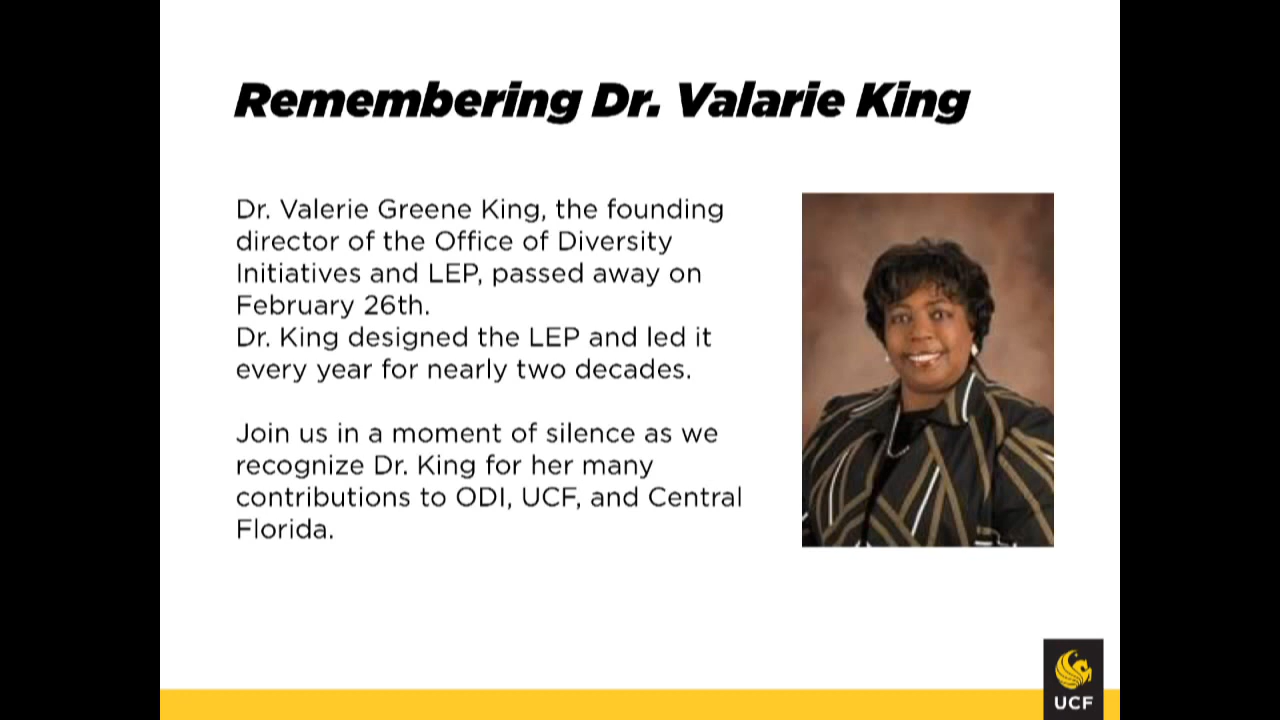 Remembering Dr. Valarie King
Dr. Valerie Greene King, the founding
director of the Office of Diversity
Initiatives and LEP, passed away on
February 26th.
Dr. King designed the LEP and led it
every year for nearly two decades.
Join us in a moment of silence as we
recognize Dr. King for her many
contributions to ODI, UCF, and Central
Florida.
UCF